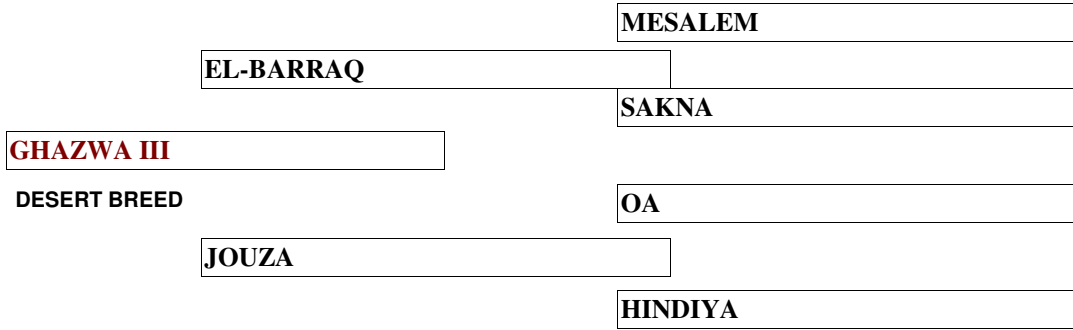 MESALEM
EL-BARRAQ
SAKNA
GHAZWA III
DESERT BREED
OA
JOUZA
HINDIYA